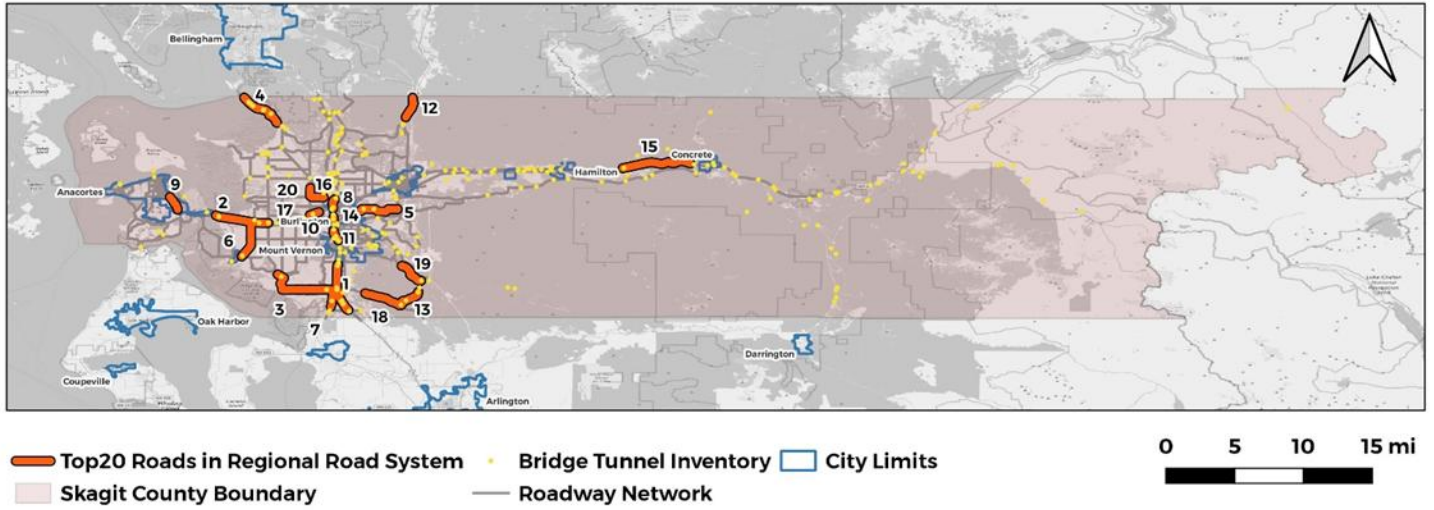 Bellingham
4
12
15
Concrete
Hamilton
Anacortes
9
20
16
8
2
17
14
5
Burlington
10
6
11
Mount Vernon
19
1
3
18
13
7
Oak Harbor
Darrington
Coupeville
Arlington
Top20 Roads in Regional Road System
Bridge Tunnel Inventory
City Limits
Skagit County Boundary
Roadway Network
0 5 10 15 mi